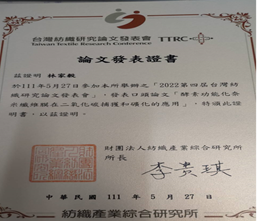 台灣紡織研究論文發表會 TTRC
Taiwan Textile Research Conference
論文發表證書
茲證明 林家毅
於111年5月27日參加本所舉辦之「2022第四屆台灣紡
織研究論文發表會」,發表口頭論文「酵素功能化奈
米纖維膜在二氧化碳捕獲和礦化的應用」,特頒此證
明書,以茲證明。
財團法人紡織產業綜合研究所
所長 李貴琪
中華民國 111 年 5 月 27 日
紡織產業綜合研究所